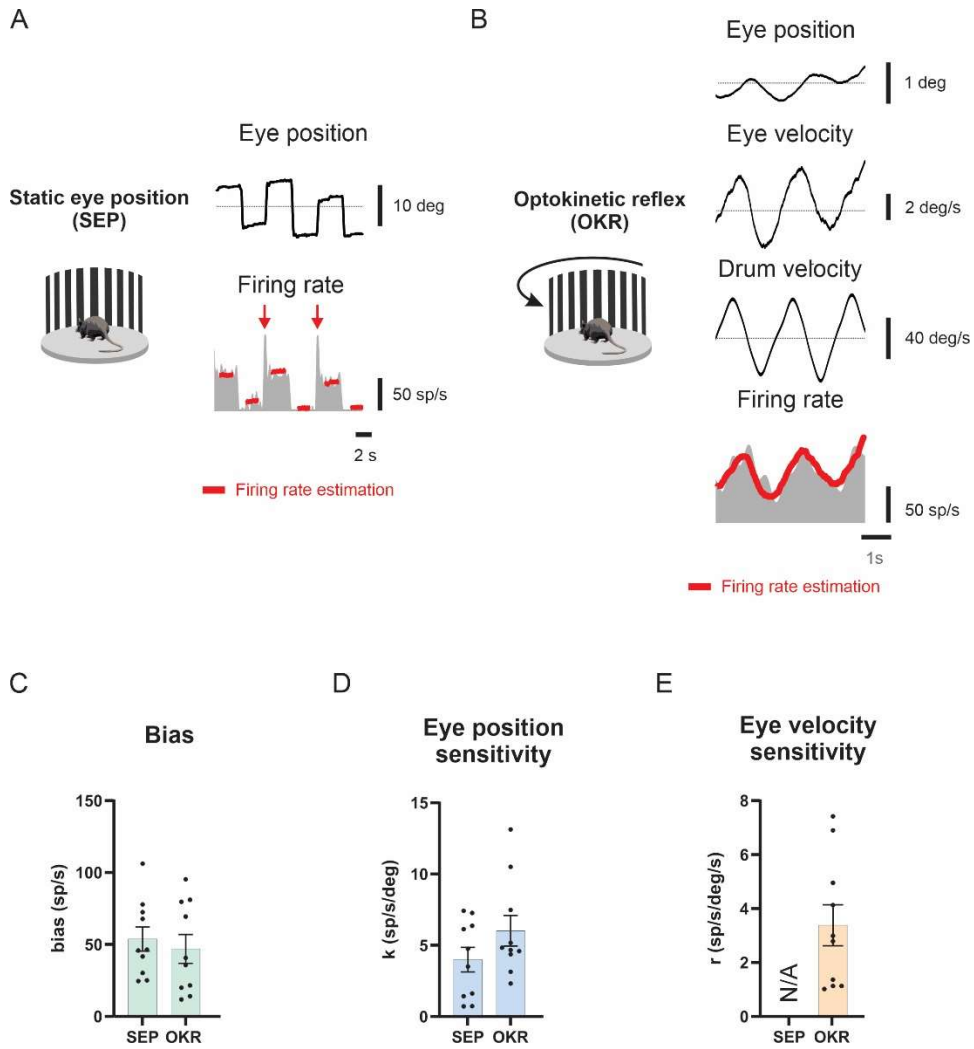 A
Eye position
Static eye position
(SEP)
10 deg
Firing rate
50 sp/s
2 s
Firing rate estimation
B
Eye position
1 deg
Eye velocity
Optokinetic reflex
(OKR)
2 deg/s
Drum velocity
40 deg/s
Firing rate
50 sp/s
1s
Firing rate estimation
C
Bias
bias (sp/s)
150
100
50
0
SEP OKR
D
Eye position
sensitivity
k (sp/s/deg)
15
10
5
0
SEP OKR
E
Eye velocity
sensitivity
r (sp/s/deg/s)
8
6
4
2
0
N/A
SEP OKR